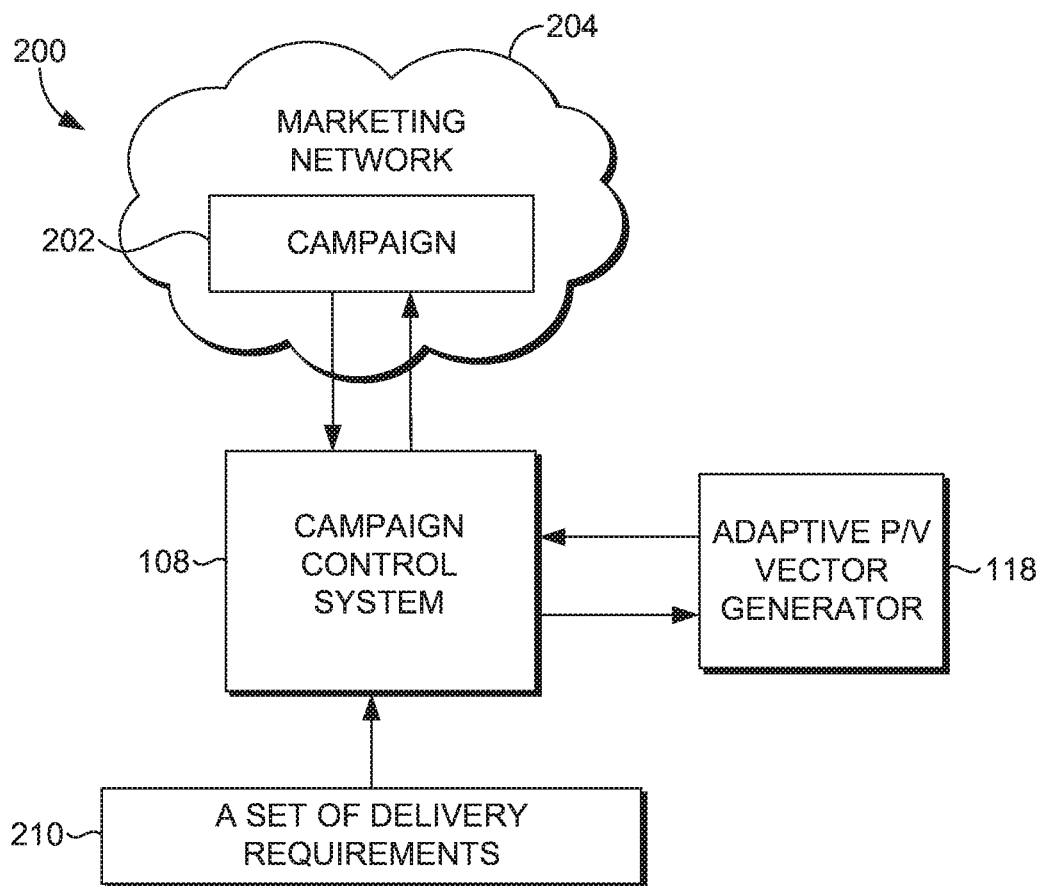 204
200
MARKETING
NETWORK
202
CAMPAIGN
CAMPAIGN
CONTROL
SYSTEM
108
ADAPTIVE P/V
VECTOR
GENERATOR
118
A SET OF DELIVERY
REQUIREMENTS
210